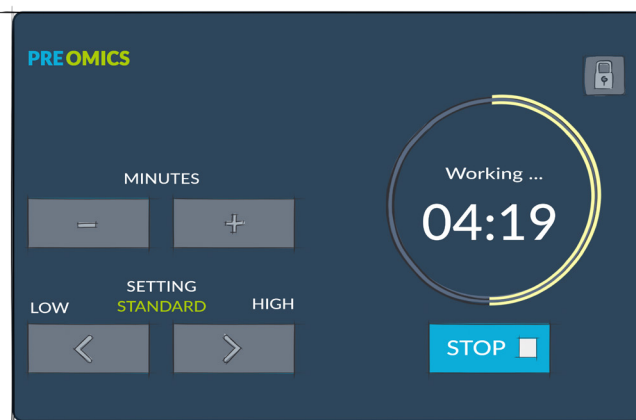 PREOMICS
MINUTES
SETTING
LOW STANDARD HIGH
Working ...
04:19
STOP